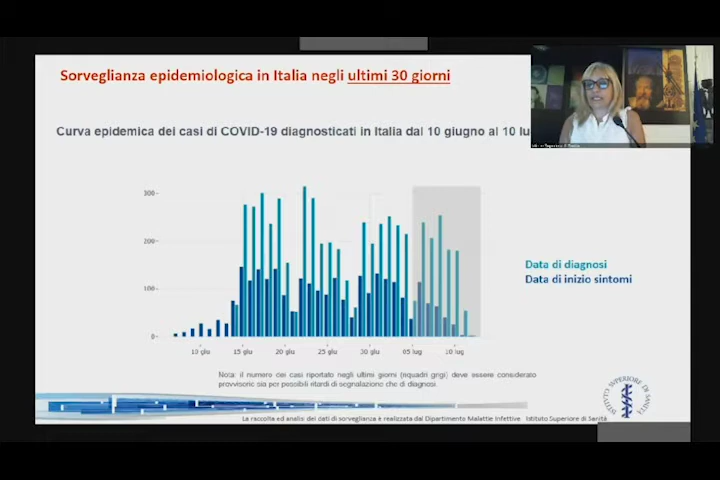 Sorveglianza epidemiologica in Italia negli ultimi 30 giorni
Curva epidemica dei casi di COVID-19 diagnosticati in Italia dal 10 giugno al 10 lu
300
200
100
0
10 giu
15 giu
20 giu
25 giu
30 giu
05 lug
10 lug
Data di diagnosi
Data di inizio sintomi
Nota: il numero dei casi riportato negli ultimi giorni (riquadri grigi) deve essere considerato
provvisorio sia per possibili ritardi di segnalazione che di diagnosi.
ISTITUTO SUPERIORE DI SANITÀ
La raccolta ed analisi dei dati di sorveglianza è realizzata dal Dipartimento Malattie Infettive. Istituto Superiore di Sanità